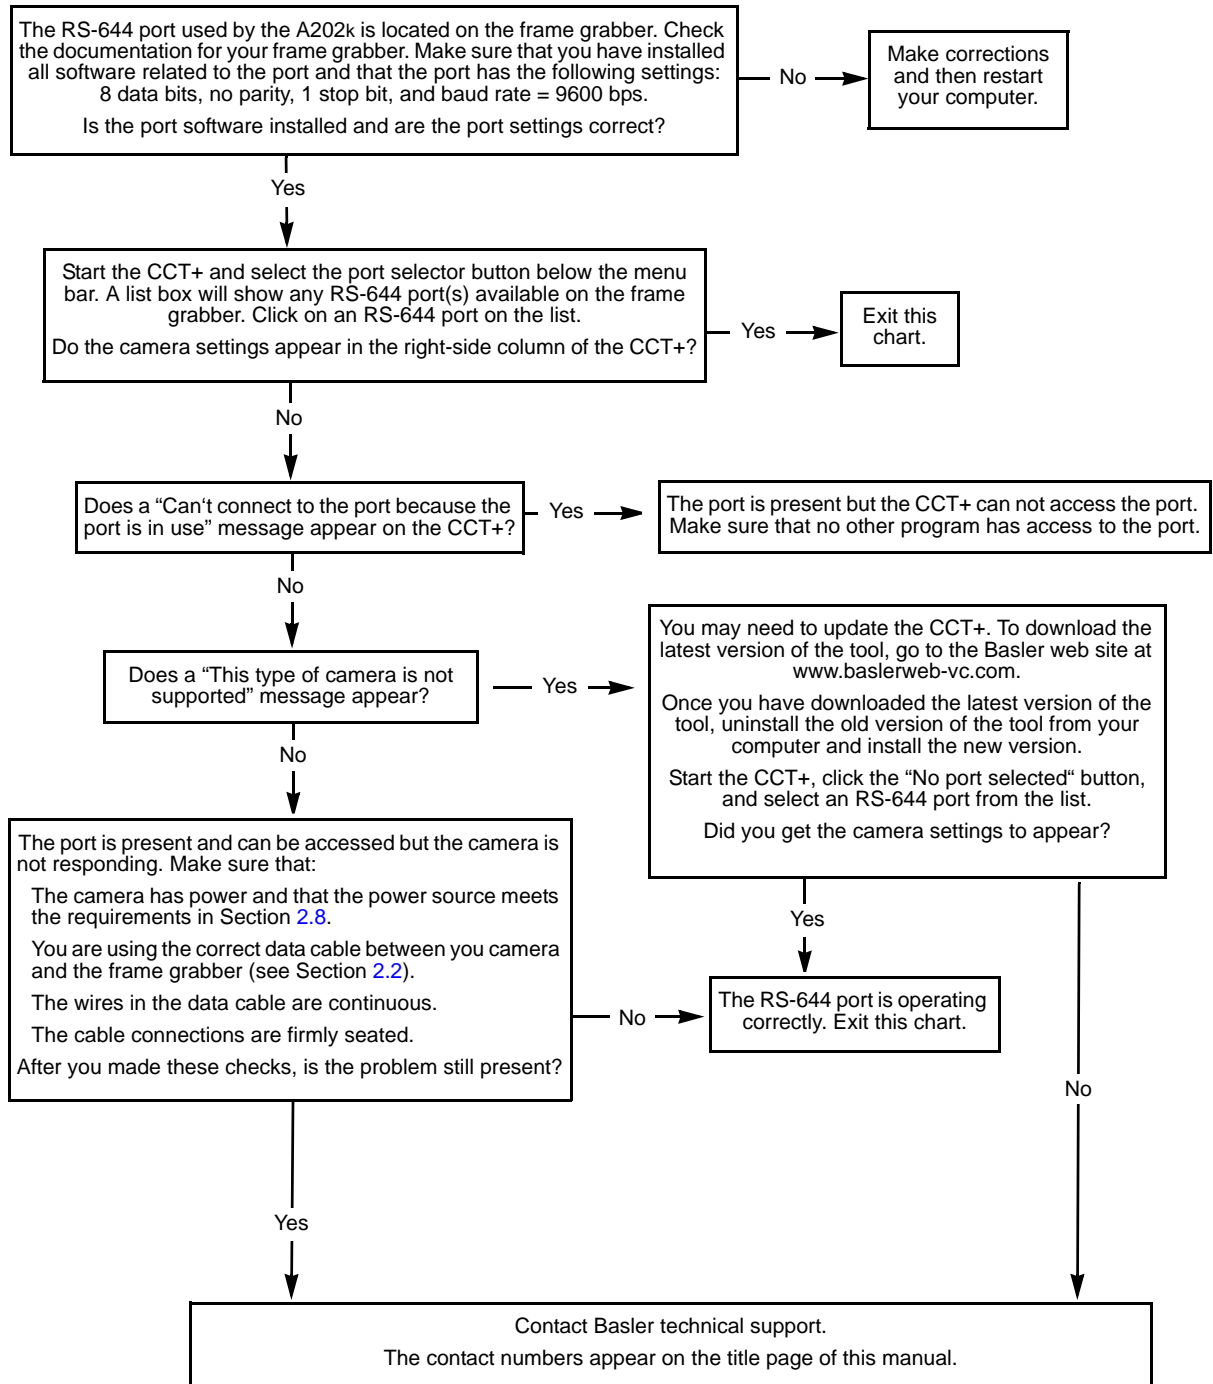 The RS-644 port used by the A202k is located on the frame grabber. Check
the documentation for your frame grabber. Make sure that you have installed
all software related to the port and that the port has the following settings:
8 data bits, no parity, 1 stop bit, and baud rate = 9600 bps.
Is the port software installed and are the port settings correct?
No
Make corrections
and then restart
your computer.
Yes
Start the CCT+ and select the port selector button below the menu
bar. A list box will show any RS-644 port(s) available on the frame
grabber. Click on an RS-644 port on the list.
Do the camera settings appear in the right-side column of the CCT+?
Yes
Exit this
chart.
No
Does a “Can‘t connect to the port because the
port is in use” message appear on the CCT+?
Yes
The port is present but the CCT+ can not access the port.
Make sure that no other program has access to the port.
No
Does a “This type of camera is not
supported” message appear?
Yes
You may need to update the CCT+. To download the
latest version of the tool, go to the Basler web site at
www.baslerweb-vc.com.
Once you have downloaded the latest version of the
tool, uninstall the old version of the tool from your
computer and install the new version.
Start the CCT+, click the “No port selected“ button,
and select an RS-644 port from the list.
Did you get the camera settings to appear?
No
The port is present and can be accessed but the camera is
not responding. Make sure that:
The camera has power and that the power source meets
the requirements in Section 2.8.
You are using the correct data cable between you camera
and the frame grabber (see Section 2.2).
The wires in the data cable are continuous.
The cable connections are firmly seated.
After you made these checks, is the problem still present?
No
Yes
The RS-644 port is operating
correctly. Exit this chart.
No
Yes
Contact Basler technical support.
The contact numbers appear on the title page of this manual.